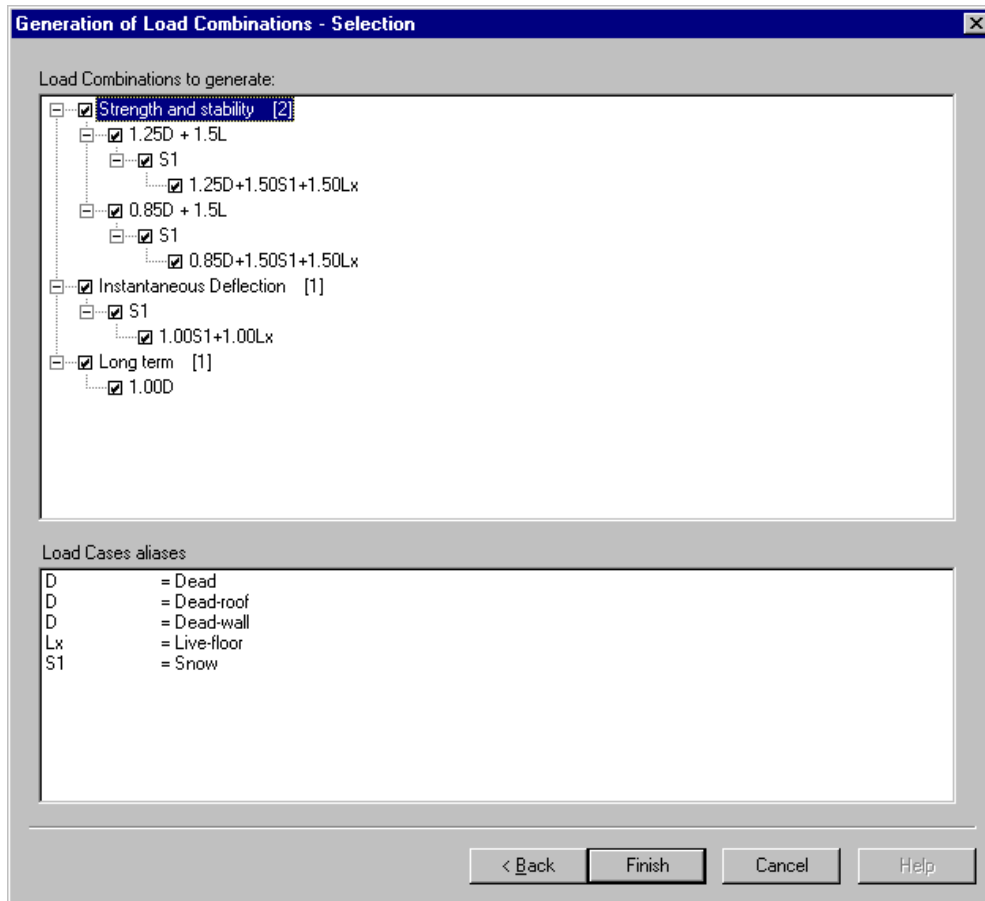 Generation of Load Combinations - Selection
Load Combinations to generate:
Strength and stability [2]
1.25D + 1.5L
S1
1.25D+1.50S1+1.50Lx
0.85D + 1.5L
S1
0.85D+1.50S1+1.50Lx
Instantaneous Deflection [1]
S1
1.00S1+1.00Lx
Long term [1]
1.00D
Load Cases aliases
D = Dead
D = Dead-roof
D = Dead-wall
Lx = Live-floor
S1 = Snow
< Back Finish Cancel Help